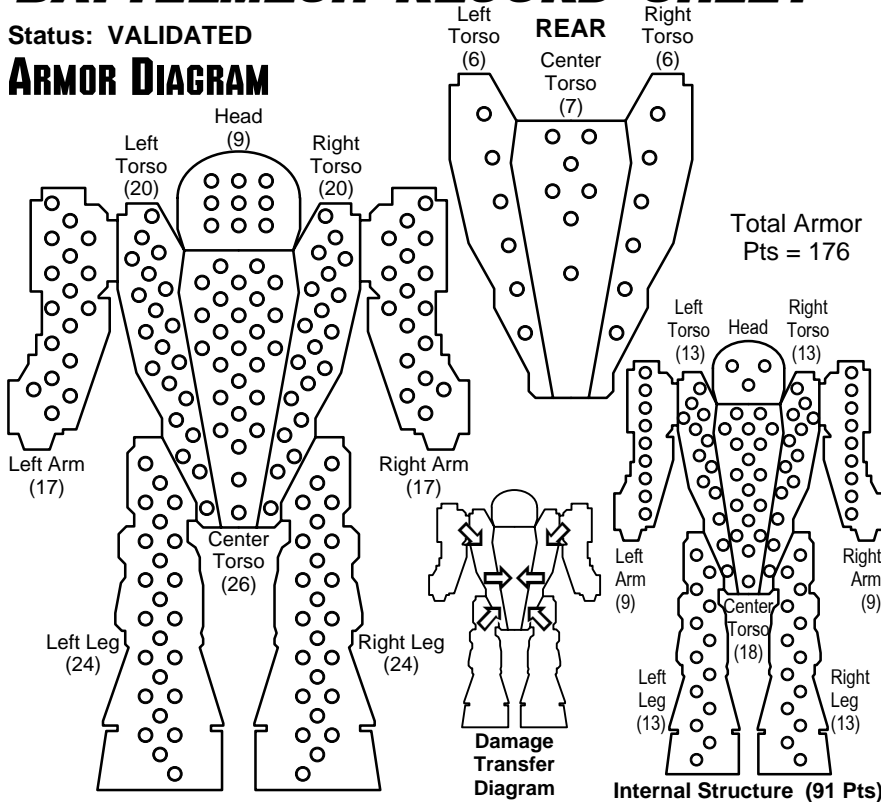 BATTLEMECH RECORD SHEET
Status: VALIDATED
ARMOR DIAGRAM
Head
(9)
Left
Torso
(20)
Right
Torso
(20)
Left Arm
(17)
Right Arm
(17)
Center
Torso
(26)
Left Leg
(24)
Right Leg
(24)
Left
Torso
(6)
REAR
Center
Torso
(7)
Right
Torso
(6)
Total Armor
Pts = 176
Left
Torso
(13)
Head
Right
Torso
(13)
Left
Arm
(9)
Right
Arm
(9)
Center
Torso
(18)
Left
Leg
(13)
Right
Leg
(13)
Damage
Transfer
Diagram
Internal Structure (91 Pts)